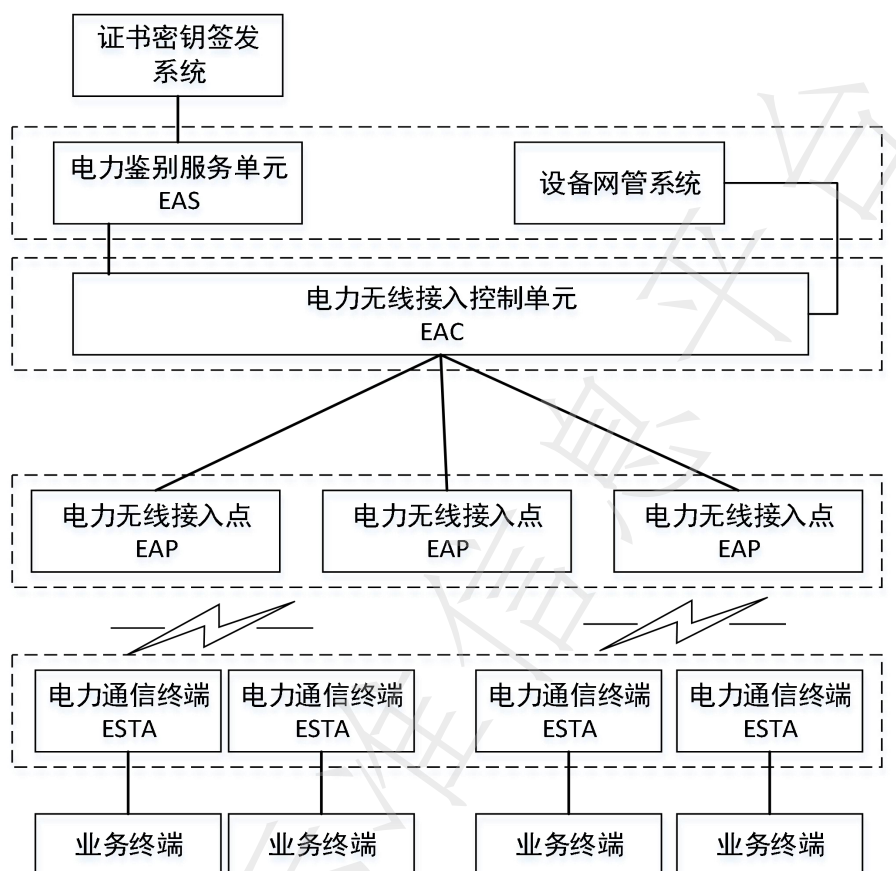 证书密钥签发
系统
电力鉴别服务单元
EAS
设备网管系统
电力无线接入控制单元
EAC
电力无线接入点
EAP
电力无线接入点
EAP
电力无线接入点
EAP
电力通信终端
ESTA
电力通信终端
ESTA
电力通信终端
ESTA
电力通信终端
ESTA
业务终端
业务终端
业务终端
业务终端
准信息平台